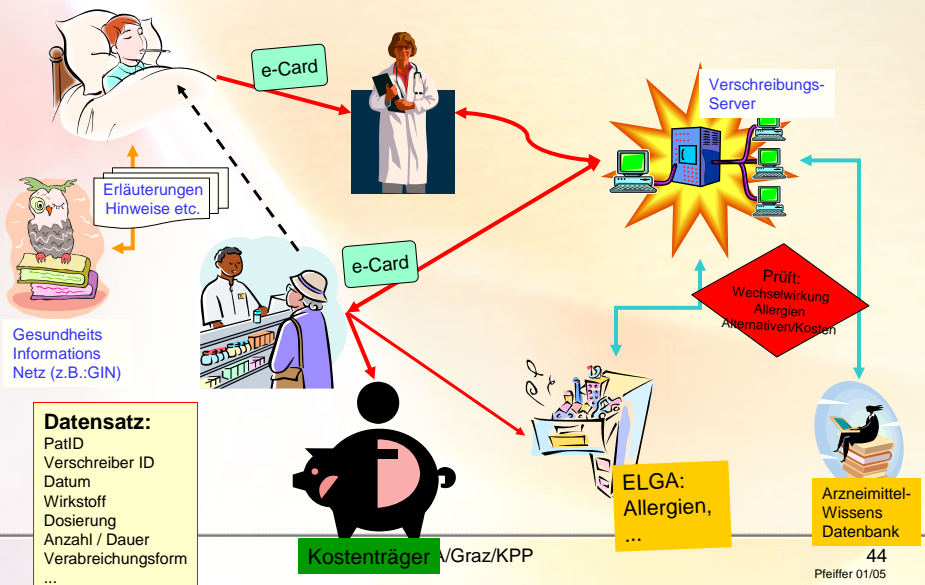 e-Card
Verschreibungs-
Server
Erläuterungen
Hinweise etc.
e-Card
Prüft:
Wechselwirkung
Allergien
Alternativen/Kosten
Gesundheits
Informations
Netz (z.B.:GIN)
Datensatz:
PatID
Verschreiber ID
Datum
Wirkstoff
Dosierung
Anzahl / Dauer
Verabreichungsform
...
ELGA:
Allergien,
...
Arzneimittel-
Wissens
Datenbank
Kostenträger /Graz/KPP
44
Pfeiffer 01/05